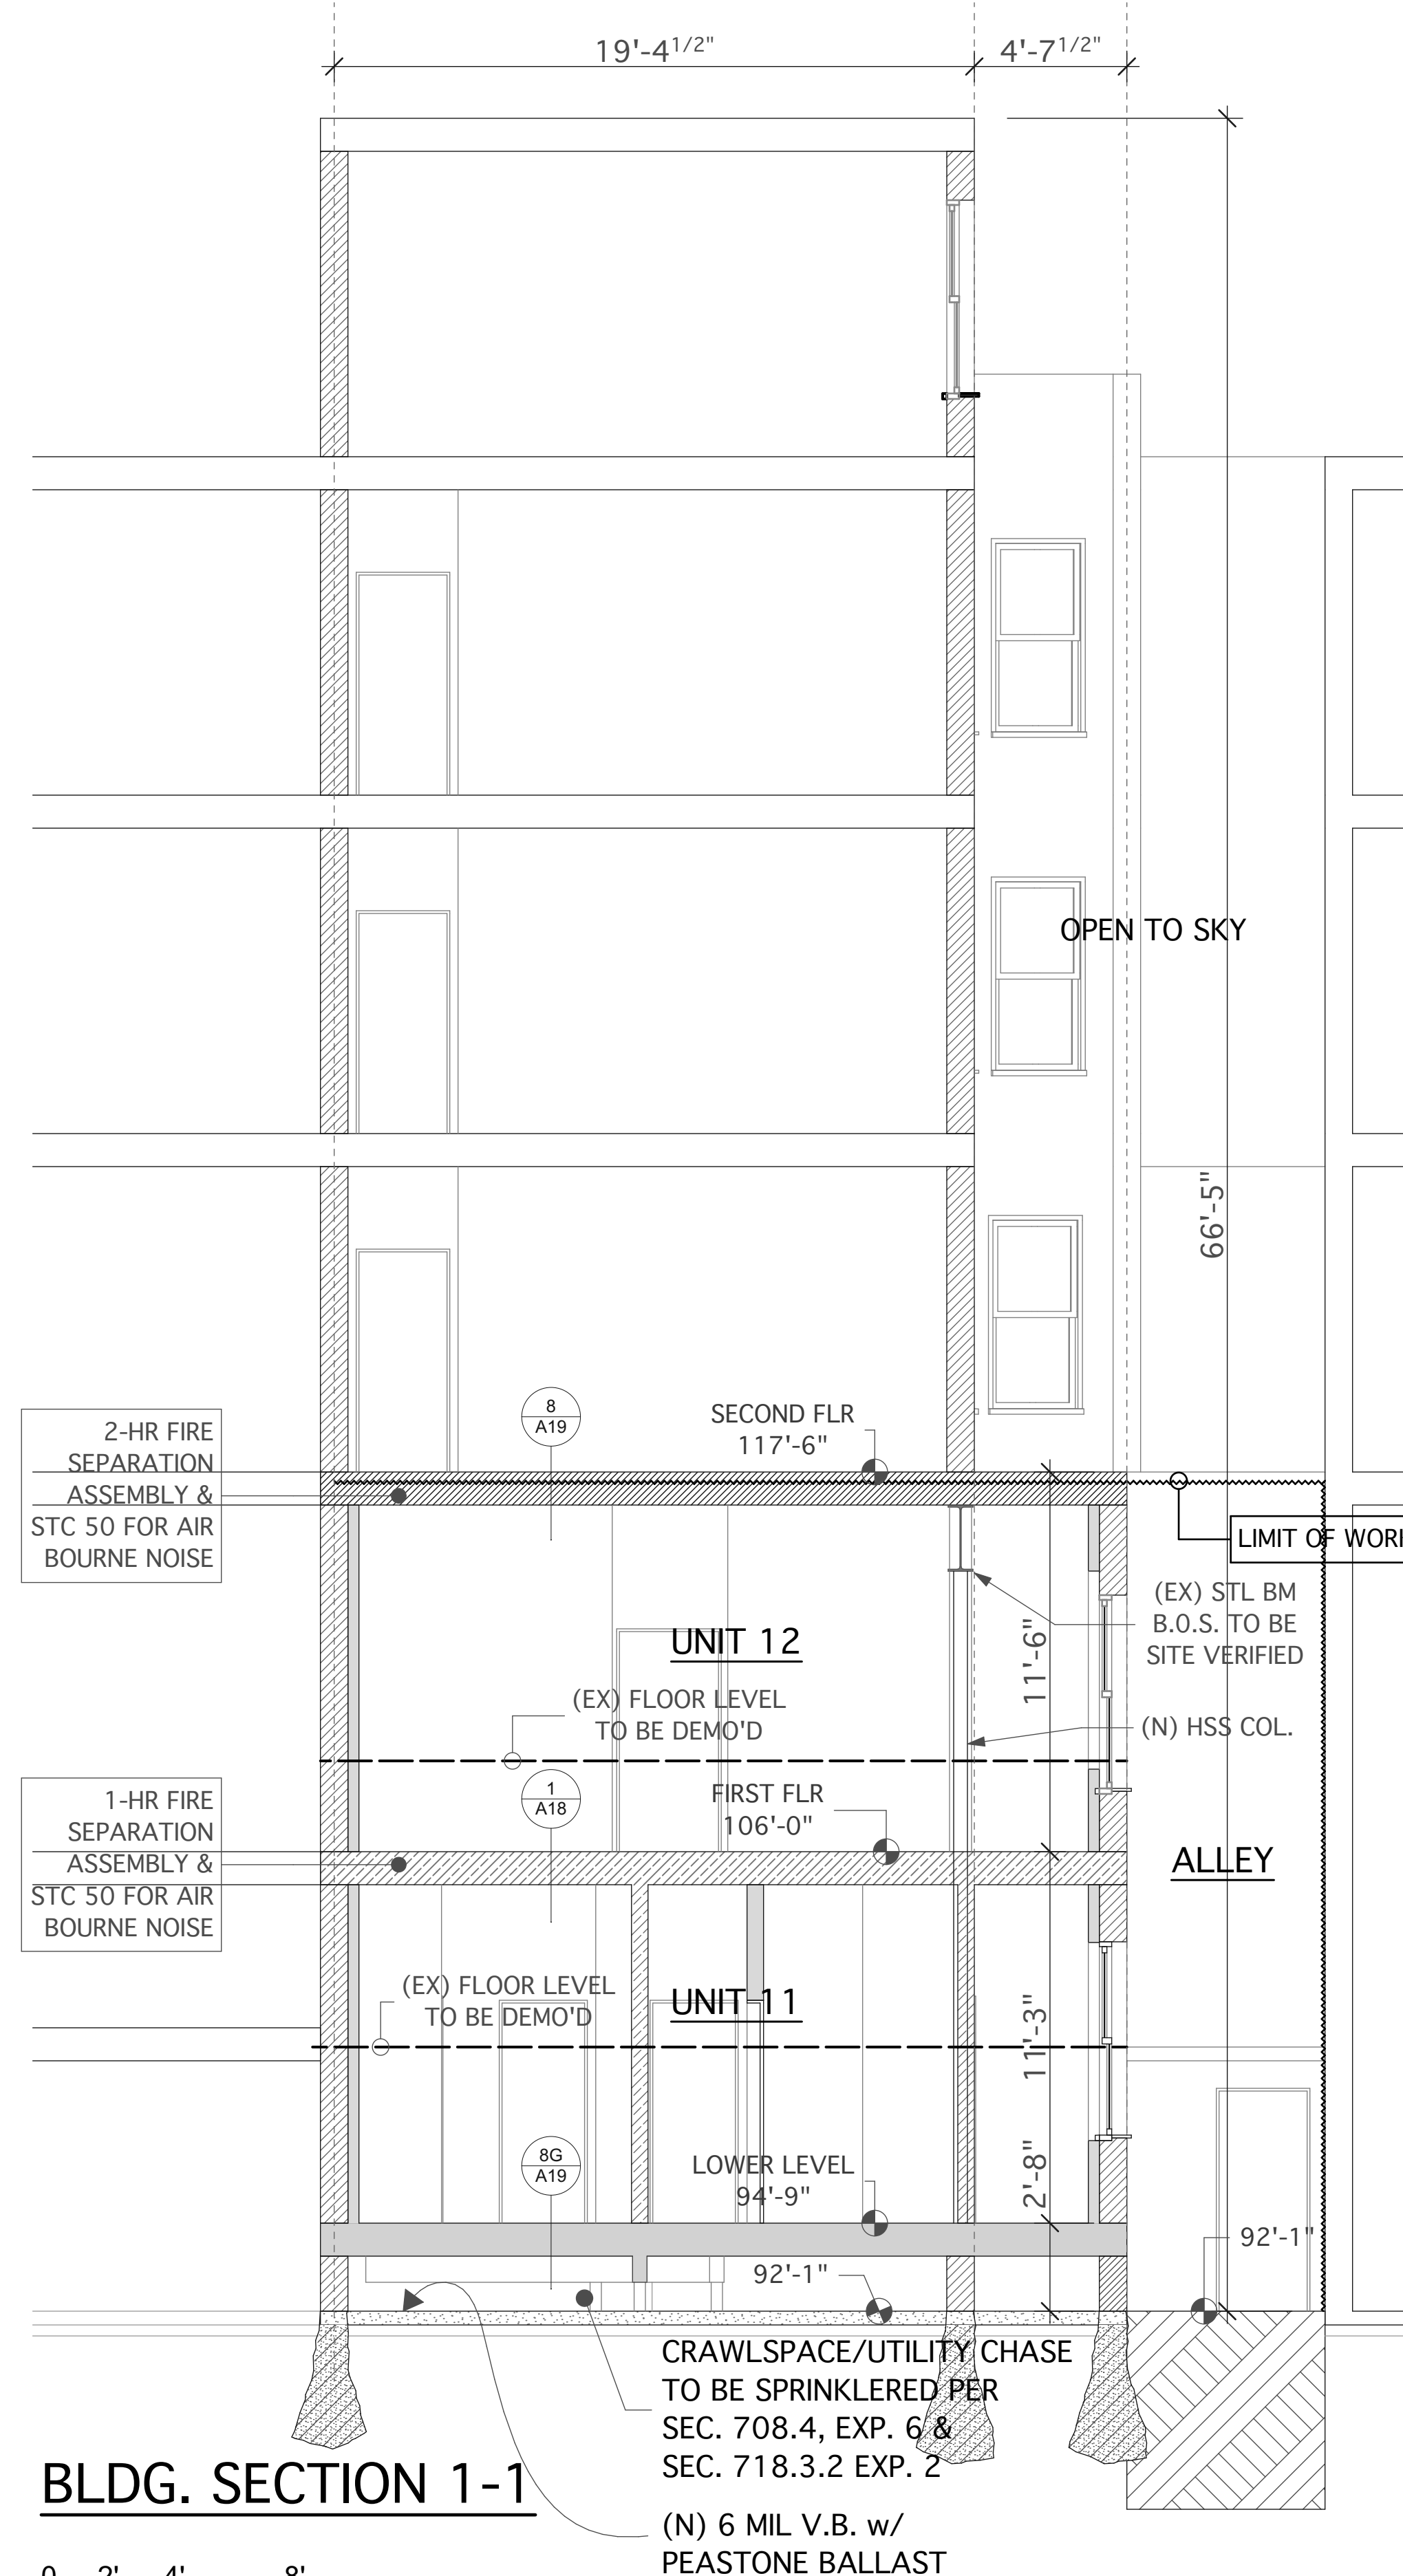 19'-4 1/2"
4'-7 1/2"
OPEN TO SKY
66'-5"
8
A19
SECOND FLR
117'-6"
2-HR FIRE
SEPARATION
ASSEMBLY &
STC 50 FOR AIR
BOURNE NOISE
LIMIT OF WORK
(EX) STL BM
B.O.S. TO BE
SITE VERIFIED
11'-6"
UNIT 12
(EX) FLOOR LEVEL
TO BE DEMO'D
(N) HSS COL.
1
A18
FIRST FLR
106'-0"
1-HR FIRE
SEPARATION
ASSEMBLY &
STC 50 FOR AIR
BOURNE NOISE
ALLEY
(EX) FLOOR LEVEL
TO BE DEMO'D
UNIT 11
11'-3"
8G
A19
LOWER LEVEL
94'-9"
2'-8"
92'-1"
92'-1"
CRAWLSPACE/UTILITY CHASE
TO BE SPRINKLERED PER
SEC. 708.4, EXP. 6 &
SEC. 718.3.2 EXP. 2
BLDG. SECTION 1-1
(N) 6 MIL V.B. w/
PEASTONE BALLAST
0 2' 4' 8'